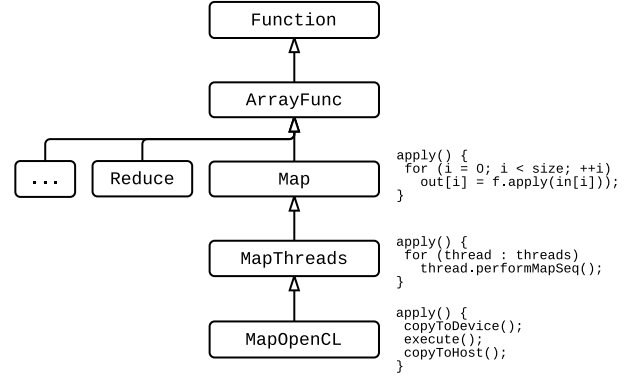 Function
ArrayFunc
...
Reduce
Map
apply() {
for (i = 0; i < size; ++i)
out[i] = f.apply(in[i]));
}
MapThreads
apply() {
for (thread : threads)
thread.performMapSeq();
}
MapOpenCL
apply() {
copyToDevice();
execute();
copyToHost();
}